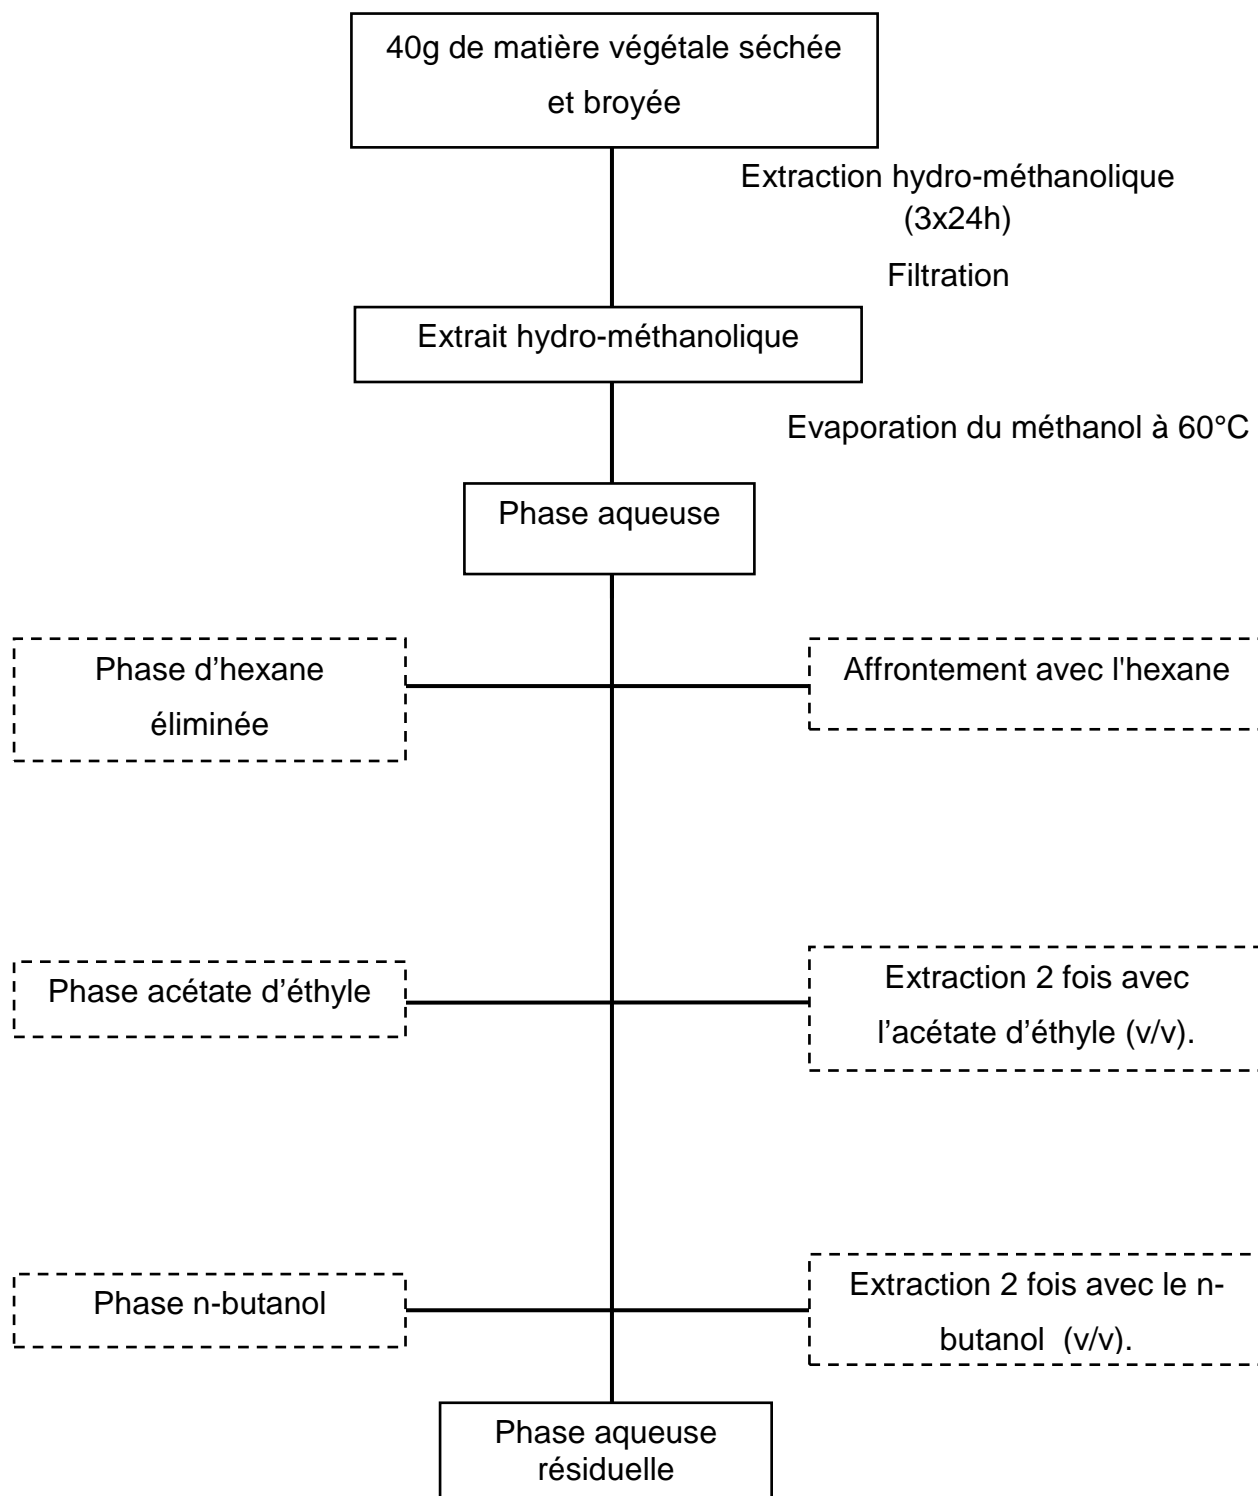 40g de matière végétale séchée
et broyée
Extraction hydro-méthanolique
(3x24h)
Filtration
Extrait hydro-méthanolique
Evaporation du méthanol à 60°C
Phase aqueuse
Phase d’hexane
éliminée
Affrontement avec l'hexane
Phase acétate d’éthyle
Extraction 2 fois avec
l’acétate d’éthyle (v/v).
Phase n-butanol
Extraction 2 fois avec le n-
butanol  (v/v).
Phase aqueuse
résiduelle